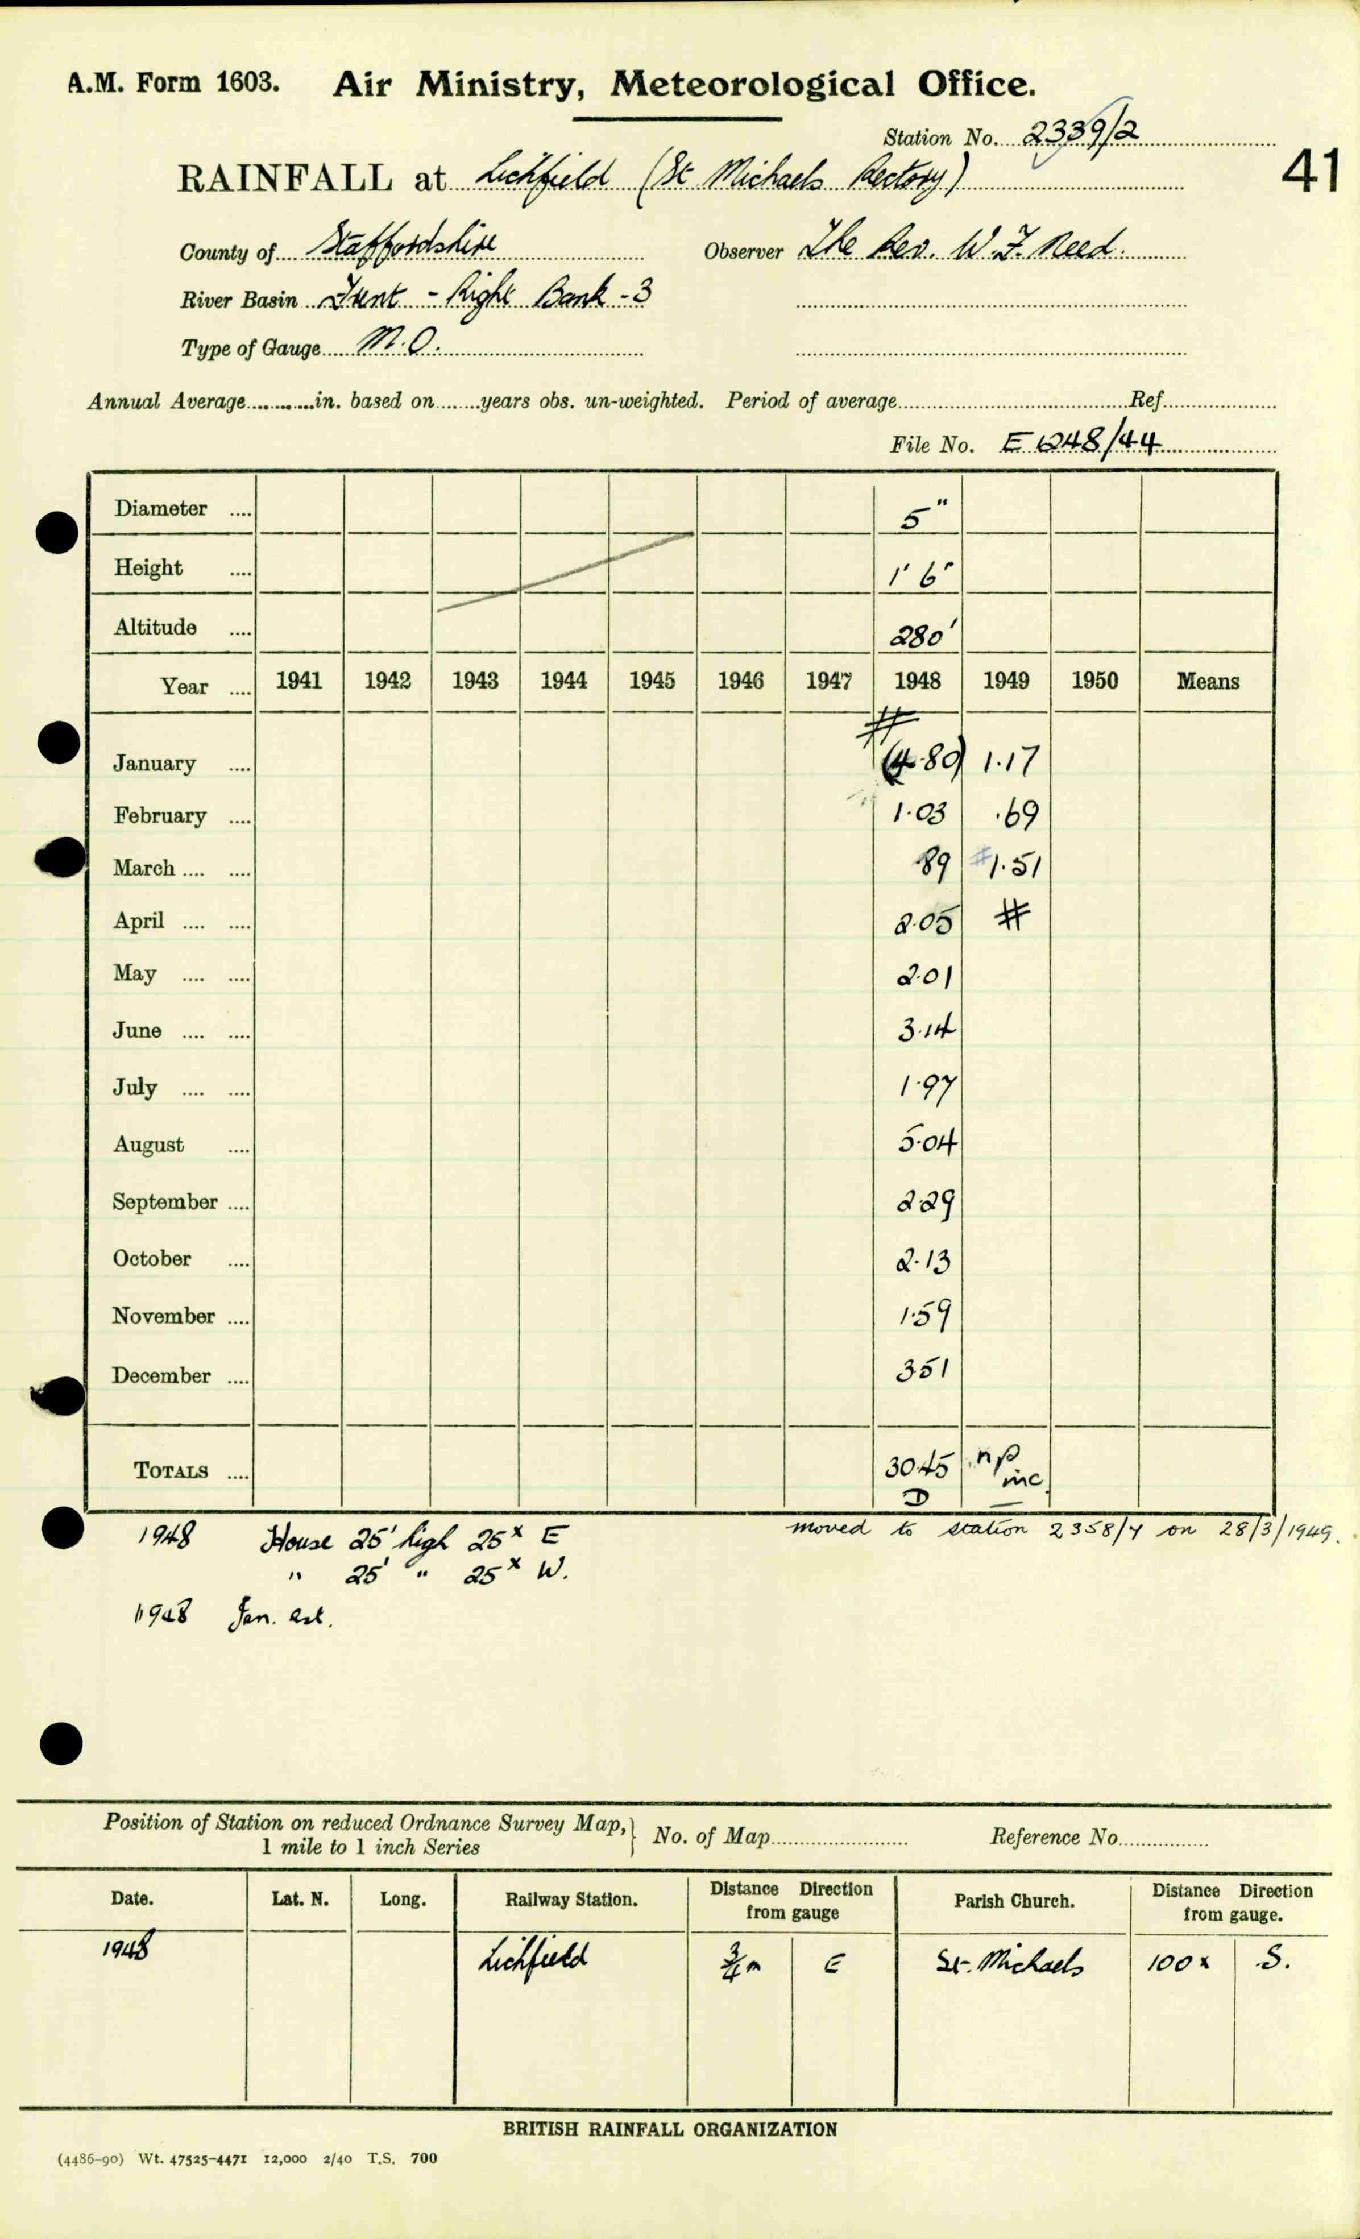 A.M. Form 1603. Air Ministry, Meteorological Office.
Station No. 2339/2
41
RAINFALL at Lichfield (St Michaels Rectory)
County of Staffordshire Observer The Rev. W.F. Reed.
River Basin Trent - Right Bank - 3
Type of Gauge M.O.
Annual Average in. based on years obs. un-weighted. Period of average Ref.
File No. E 6248/44
Diameter .... 5"
Height .... 1' 6"
Altitude .... 280'
Year .... 1941 1942 1943 1944 1945 1946 1947 1948 1949 1950 Means
#
January .... (4.80) 1.17
February .... 1.03 .69
March .... .... .89 #1.51
April .... .... 2.05 #
May .... .... 2.01
June .... .... 3.14
July .... .... 1.97
August .... 5.04
September .... 2.29
October .... 2.13
November .... 1.59
December .... 3.51
TOTALS .... 30.45 np
D inc
1948 House 25' high 25x E moved to station 2358/4 on 28/3/1949.
" 25' " 25x W.
1948 Jan. est.
Position of Station on reduced Ordnance Survey Map, } No. of Map Reference No.
1 mile to 1 inch Series
Date. Lat. N. Long. Railway Station. Distance Direction from gauge Parish Church. Distance Direction from gauge.
1948 Lichfield 3/4 m E St. Michaels 100x S.
BRITISH RAINFALL ORGANIZATION
(4486-90) Wt. 47525-4471 12,000 2/40 T.S. 700